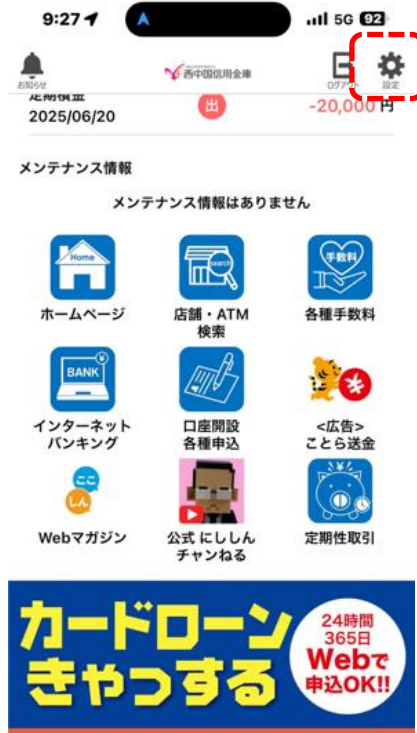 9:27
5G 92
お知らせ
西中国信用金庫
ログアウト
設定
定期積金
2025/06/20
出
-20,000 円
メンテナンス情報
メンテナンス情報はありません
Home
search
手数料
ホームページ
店舗・ATM
検索
各種手数料
BANK
インターネット
バンキング
口座開設
各種申込
<広告>
ことら送金
ここ
しん
Webマガジン
公式 にししん
チャンねる
定期性取引
カードローン
きゃっする
24時間
365日
Webで
申込OK!!